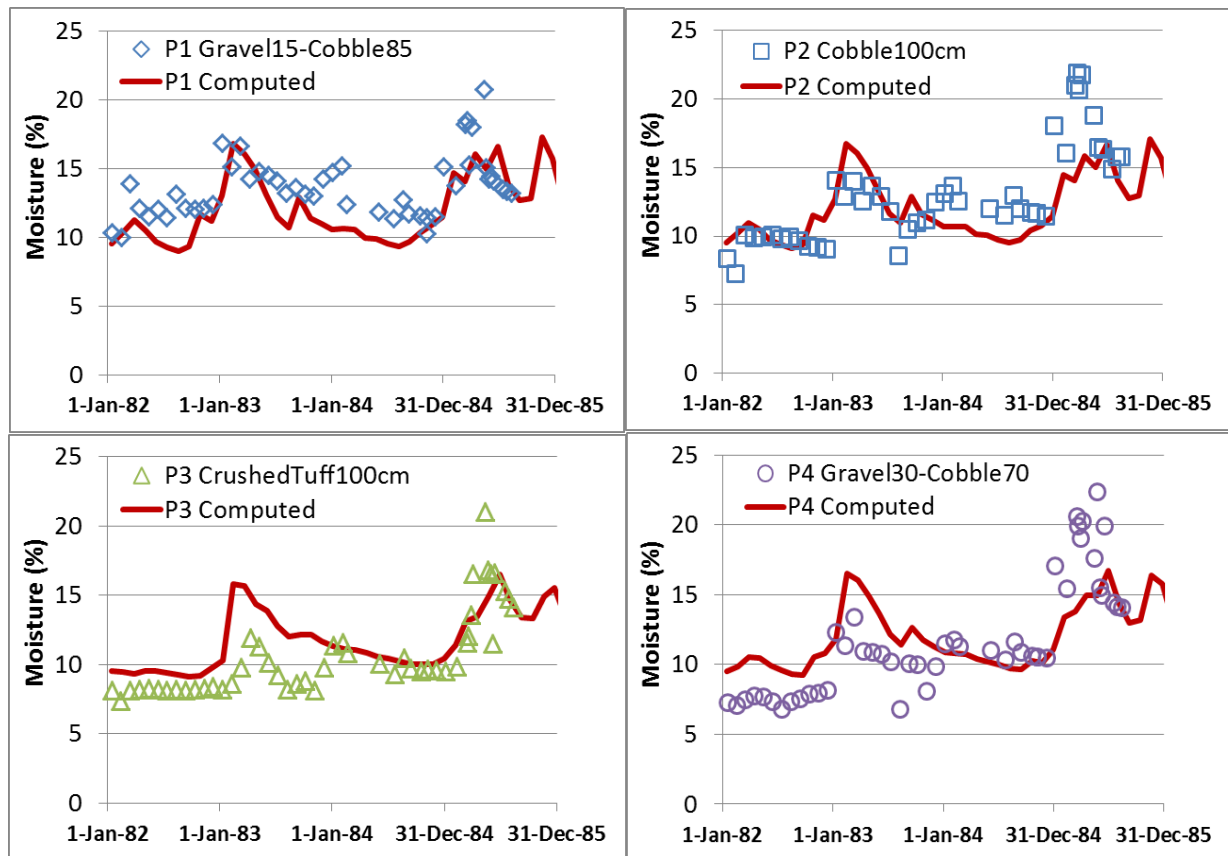 25
20
15
10
5
0
Moisture (%)
P1 Gravel15-Cobble85
P1 Computed
1-Jan-82 1-Jan-83 1-Jan-84 31-Dec-84 31-Dec-85
25
20
15
10
5
0
Moisture (%)
P2 Cobble100cm
P2 Computed
1-Jan-82 1-Jan-83 1-Jan-84 31-Dec-84 31-Dec-85
25
20
15
10
5
0
Moisture (%)
P3 CrushedTuff100cm
P3 Computed
1-Jan-82 1-Jan-83 1-Jan-84 31-Dec-84 31-Dec-85
25
20
15
10
5
0
Moisture (%)
P4 Gravel30-Cobble70
P4 Computed
1-Jan-82 1-Jan-83 1-Jan-84 31-Dec-84 31-Dec-85